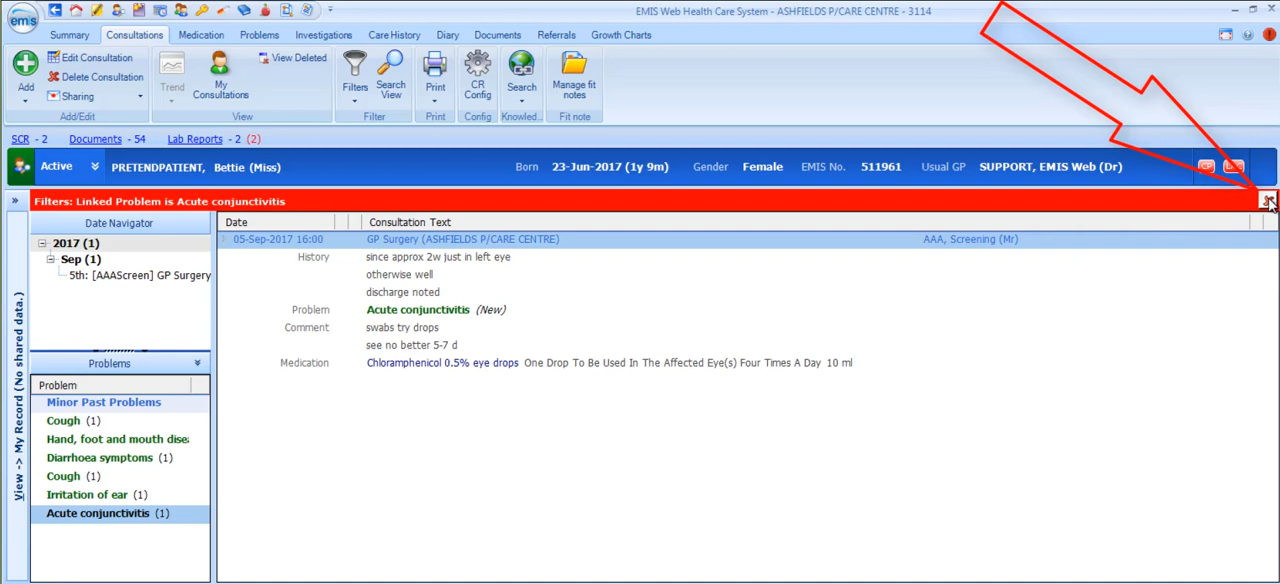 emis
EMIS Web Health Care System - ASHFIELDS P/CARE CENTRE - 3114
Summary Consultations Medication Problems Investigations Care History Diary Documents Referrals Growth Charts
Add
Edit Consultation
Delete Consultation
Sharing
Add/Edit
Trend
My Consultations
View Deleted
View
Filters
Search View
Filter
Print
Print
CR Config
Config
Search
Knowled...
Manage fit notes
Fit note
SCR - 2 Documents - 54 Lab Reports - 2 (2)
Active PRETENDPATIENT, Bettie (Miss) Born 23-Jun-2017 (1y 9m) Gender Female EMIS No. 511961 Usual GP SUPPORT, EMIS Web (Dr)
Filters: Linked Problem is Acute conjunctivitis
View -> My Record (No shared data.)
Date Navigator
2017 (1)
Sep (1)
5th: [AAAScreen] GP Surgery
Problems
Problem
Minor Past Problems
Cough (1)
Hand, foot and mouth dise
Diarrhoea symptoms (1)
Cough (1)
Irritation of ear (1)
Acute conjunctivitis (1)
Date Consultation Text
05-Sep-2017 16:00 GP Surgery (ASHFIELDS P/CARE CENTRE) AAA, Screening (Mr)
History since approx 2w just in left eye
otherwise well
discharge noted
Problem Acute conjunctivitis (New)
Comment swabs try drops
see no better 5-7 d
Medication Chloramphenicol 0.5% eye drops One Drop To Be Used In The Affected Eye(s) Four Times A Day 10 ml